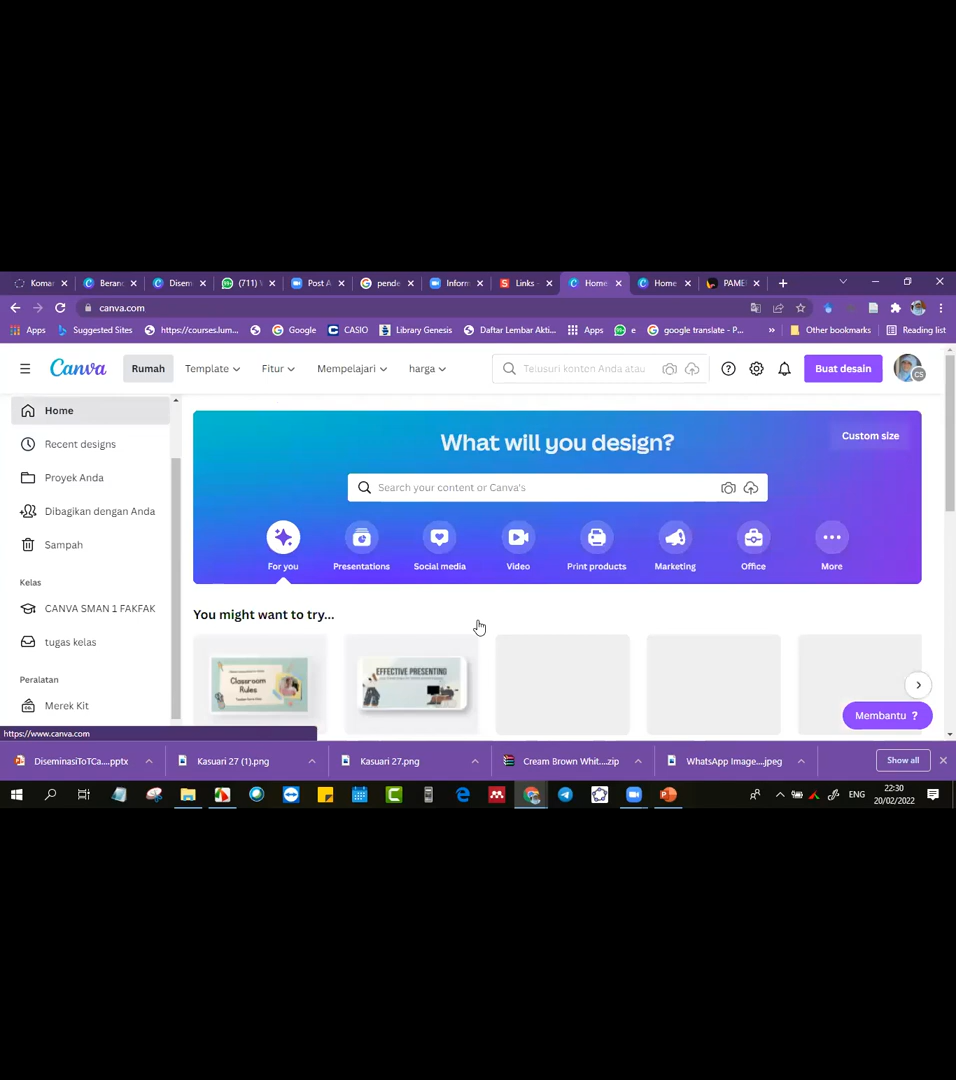 Komar
Beran
Disem
(711)
Post A
pende
Inform
Links -
Home
Home
PAME
canva.com
Apps
Suggested Sites
https://coursesJum...
Google
CASIO
Library Genesis
Daftar Lembar Akti...
Apps
e
google translate - P...
»
Other bookmarks
Reading list
Canva
Rumah
Template
Fitur
Mempelajari
harga
Telusuri konten Anda atau
Buat desain
CS
Home
Recent designs
Proyek Anda
Dibagikan dengan Anda
Sampah
Kelas
CANVA SMAN 1 FAKFAK
tugas kelas
Peralatan
Merek Kit
What will you design?
Custom size
Search your content or Canva's
For you
Presentations
Social media
Video
Print products
Marketing
Office
More
You might want to try...
Classroom
Rules
EFFECTIVE PRESENTING
Membantu ?
https://www.canva.com
DiseminasiToTCa....pptx
Kasuari 27 (1).png
Kasuari 27.png
Cream Brown Whit....zip
WhatsApp Image....jpeg
Show all
ENG
22:30
20/02/2022